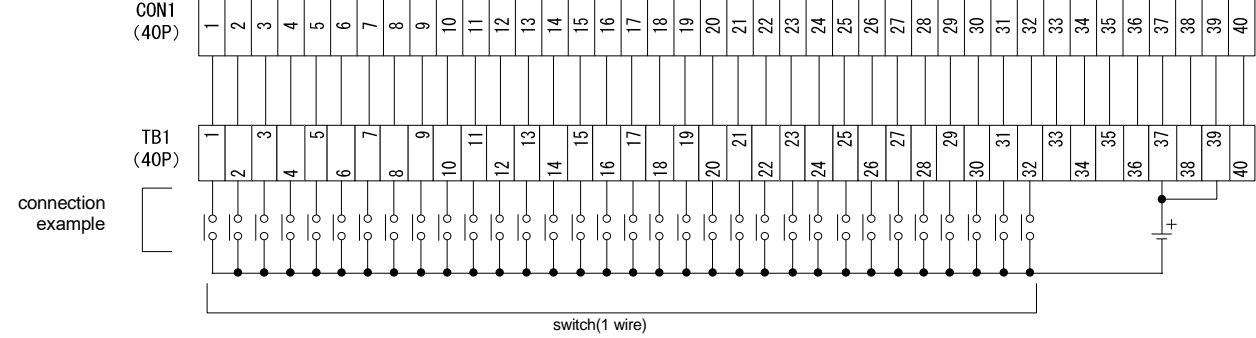 CON1
(40P)
1 2 3 4 5 6 7 8 9 10 11 12 13 14 15 16 17 18 19 20 21 22 23 24 25 26 27 28 29 30 31 32 33 34 35 36 37 38 39 40
TB1
(40P)
1 2 3 4 5 6 7 8 9 10 11 12 13 14 15 16 17 18 19 20 21 22 23 24 25 26 27 28 29 30 31 32 33 34 35 36 37 38 39 40
connection
example
+
switch(1 wire)